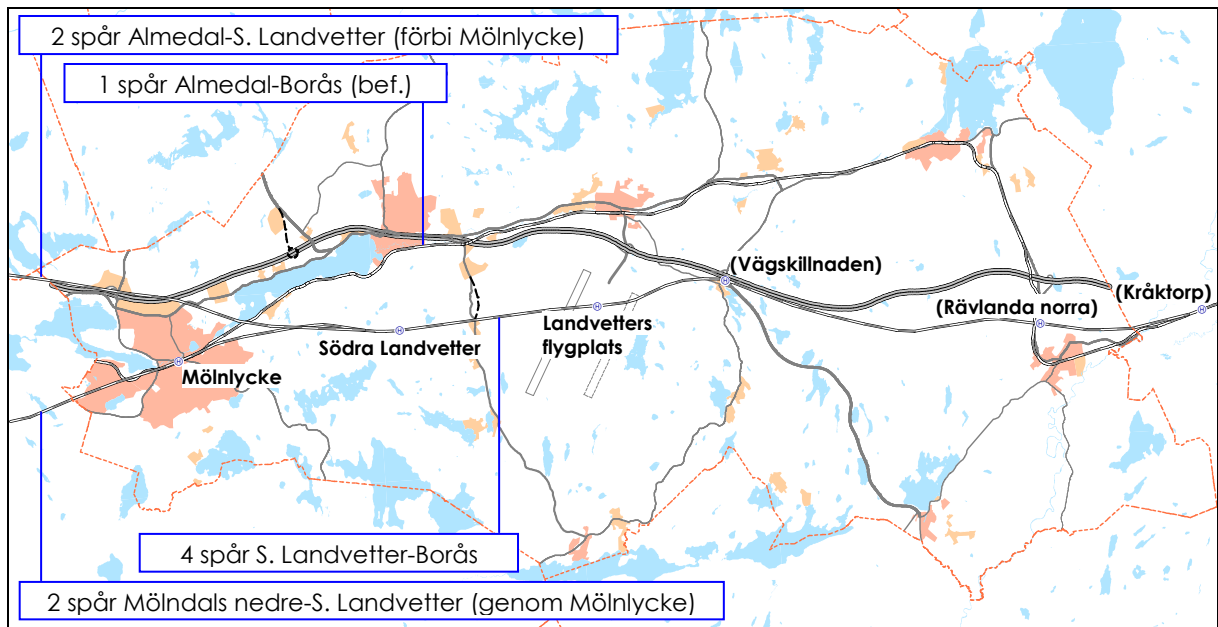 2 spår Almedal-S. Landvetter (förbi Mölnlycke)
1 spår Almedal-Borås (bef.)
(Vägskillnaden)
(Kråktorp)
(Rävlanda norra)
Landvetters
flygplats
Södra Landvetter
Mölnlycke
H
H
H
H
H
H
4 spår S. Landvetter-Borås
2 spår Mölndals nedre-S. Landvetter (genom Mölnlycke)